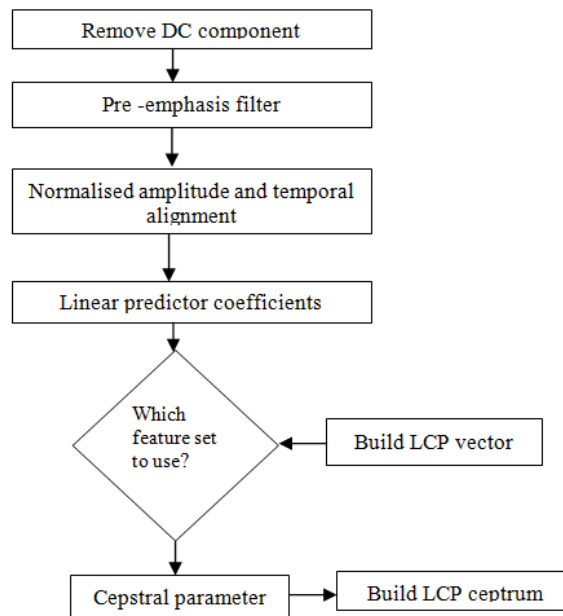 Remove DC component
Pre -emphasis filter
Normalised amplitude and temporal
alignment
Linear predictor coefficients
Which
feature set
to use?
Build LCP vector
Cepstral parameter
Build LCP ceptrum